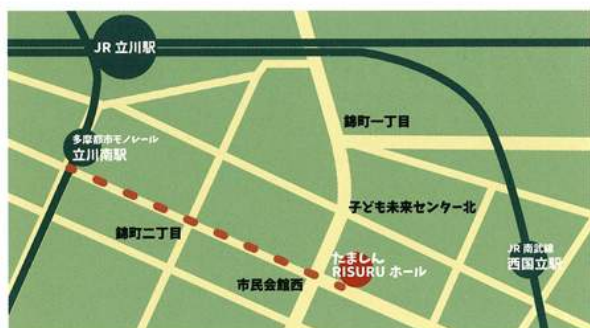 JR 立川駅
多摩都市モノレール
立川南駅
錦町一丁目
子ども未来センター北
錦町二丁目
JR 南武線
西国立駅
たましん
RISURU ホール
市民会館西